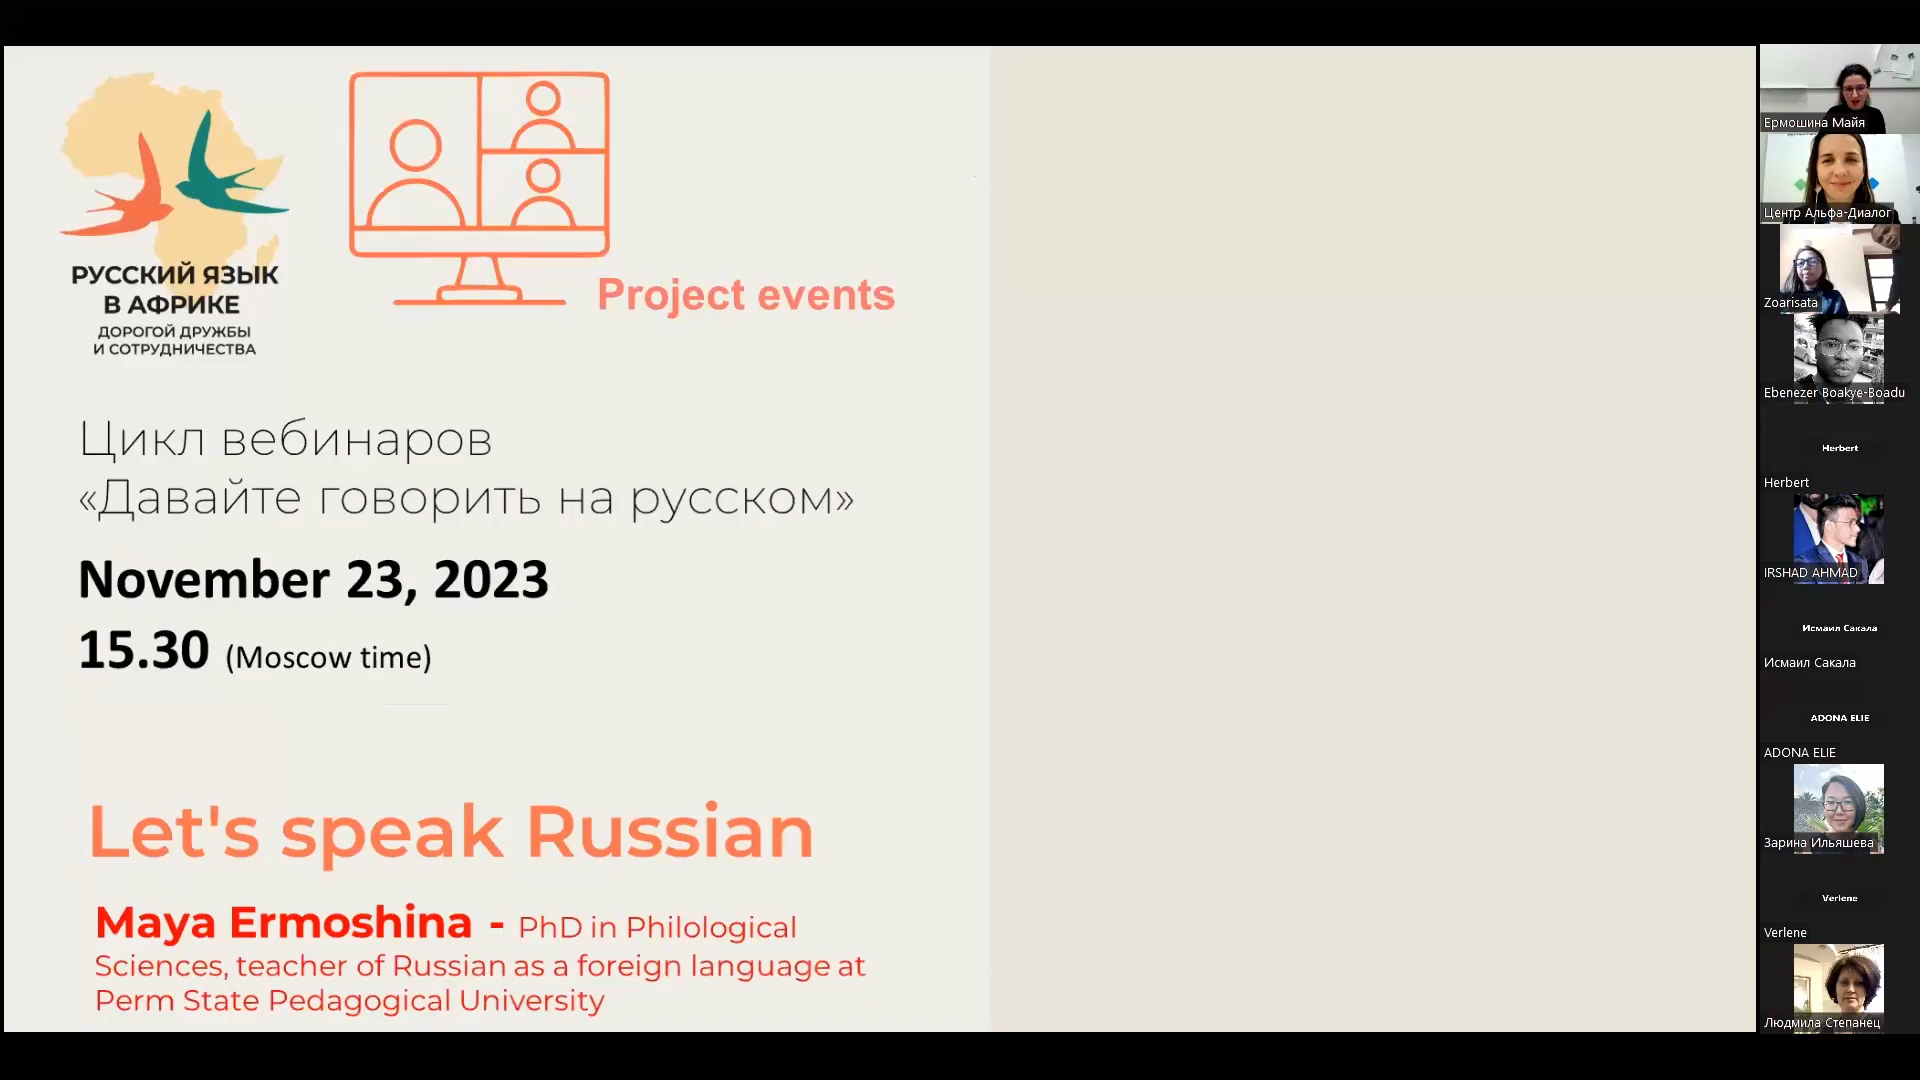 РУССКИЙ ЯЗЫК
В АФРИКЕ
ДОРОГОЙ ДРУЖБЫ
И СОТРУДНИЧЕСТВА
Project events
Цикл вебинаров
«Давайте говорить на русском»
November 23, 2023
15.30 (Moscow time)
Let's speak Russian
Maya Ermoshina - PhD in Philological
Sciences, teacher of Russian as a foreign language at
Perm State Pedagogical University
Ермошина Майя
Центр Альфа-Диалог
Zoarisata
Ebenezer Boakye-Boadu
Herbert
Herbert
IRSHAD AHMAD
Исмаил Сакала
Исмаил Сакала
ADONA ELIE
ADONA ELIE
Зарина Ильяшева
Verlene
Verlene
Людмила Степанец